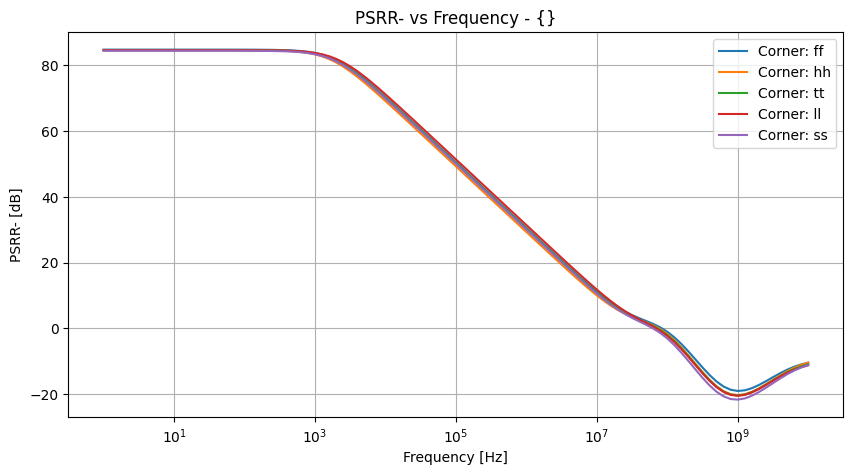 PSRR- vs Frequency - {}
PSRR- [dB]
80
60
40
20
0
−20
10¹
10³
10⁵
10⁷
10⁹
Frequency [Hz]
Corner: ff
Corner: hh
Corner: tt
Corner: ll
Corner: ss